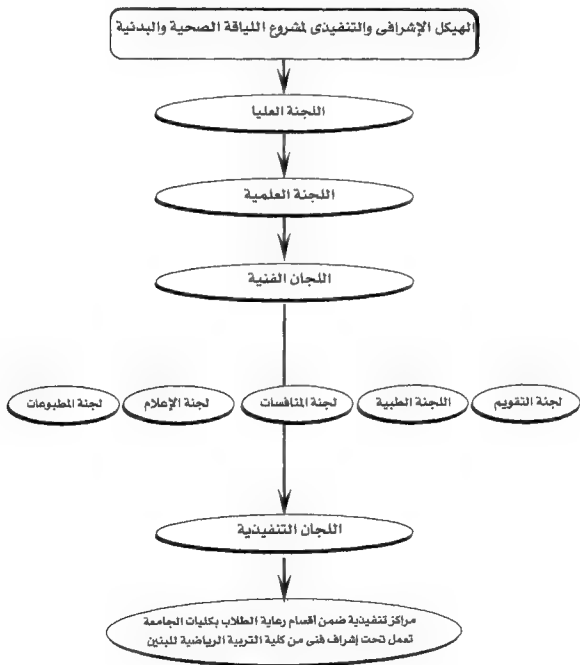 الهيكل الإشرافى والتنفيذى لمشروع اللياقة الصحية والبدنية
اللجنة العليا
اللجنة العلمية
اللجان الفنية
لجنة التقويم
اللجنة الطبية
لجنة المنافسات
لجنة الإعلام
لجنة المطبوعات
اللجان التنفيذية
مراكز تنفيذية ضمن أقسام رعاية الطلاب بكليات الجامعة
تعمل تحت إشراف فنى من كلية التربية الرياضية للبنين